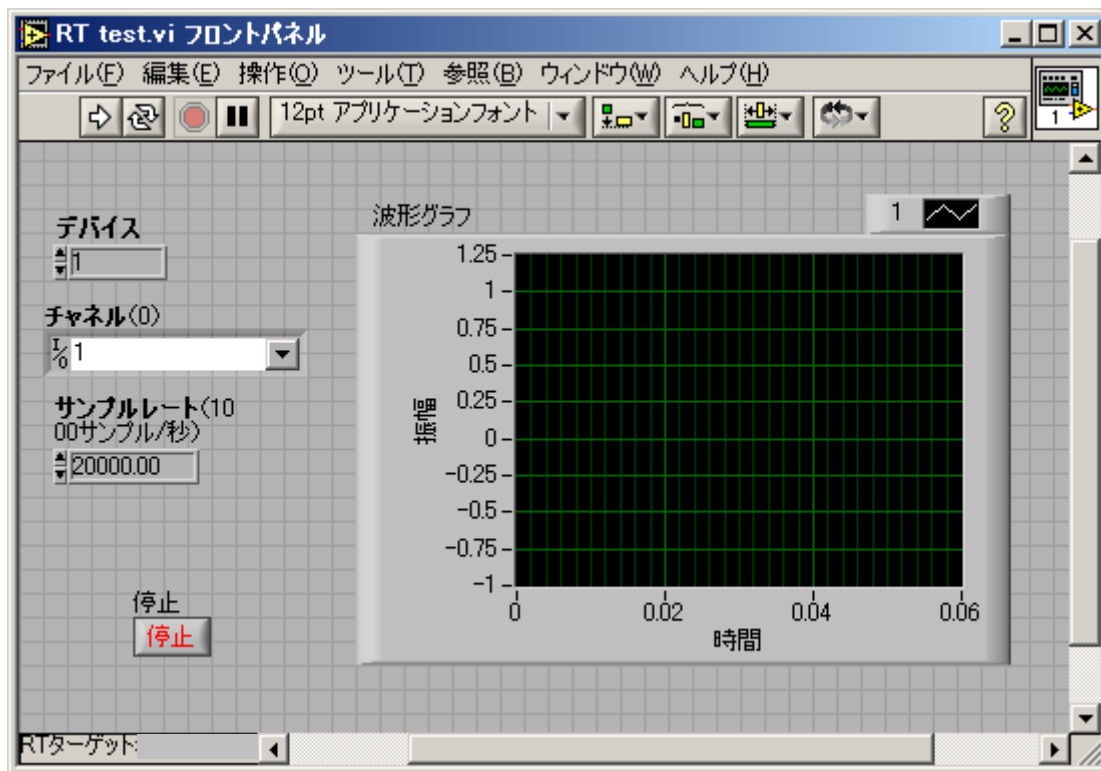 RT test.vi フロントパネル
ファイル(F) 編集(E) 操作(O) ツール(T) 参照(B) ウィンドウ(W) ヘルプ(H)
12pt アプリケーションフォント
?
1
デバイス
1
チャネル(0)
I/O 1
サンプルレート(10
00サンプル/秒)
20000.00
停止
停止
波形グラフ
1
1.25
1
0.75
0.5
0.25
0
-0.25
-0.5
-0.75
-1
振幅
0 0.02 0.04 0.06
時間
RTターゲット: